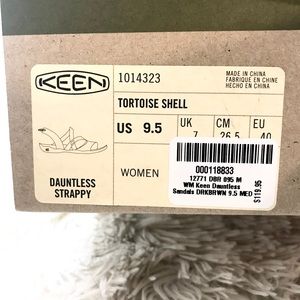 KEEN
1014323
MADE IN CHINA
FABRIQUÉ EN CHINE
HECHO EN CHINA
TORTOISE SHELL
US 9.5
UK
7
CM
26.5
EU
40
DAUNTLESS
STRAPPY
WOMEN
000118833
12771 DBR 095 M
WM Keen Dauntless
Sandals DRKBRWN 9.5 MED
$119.95